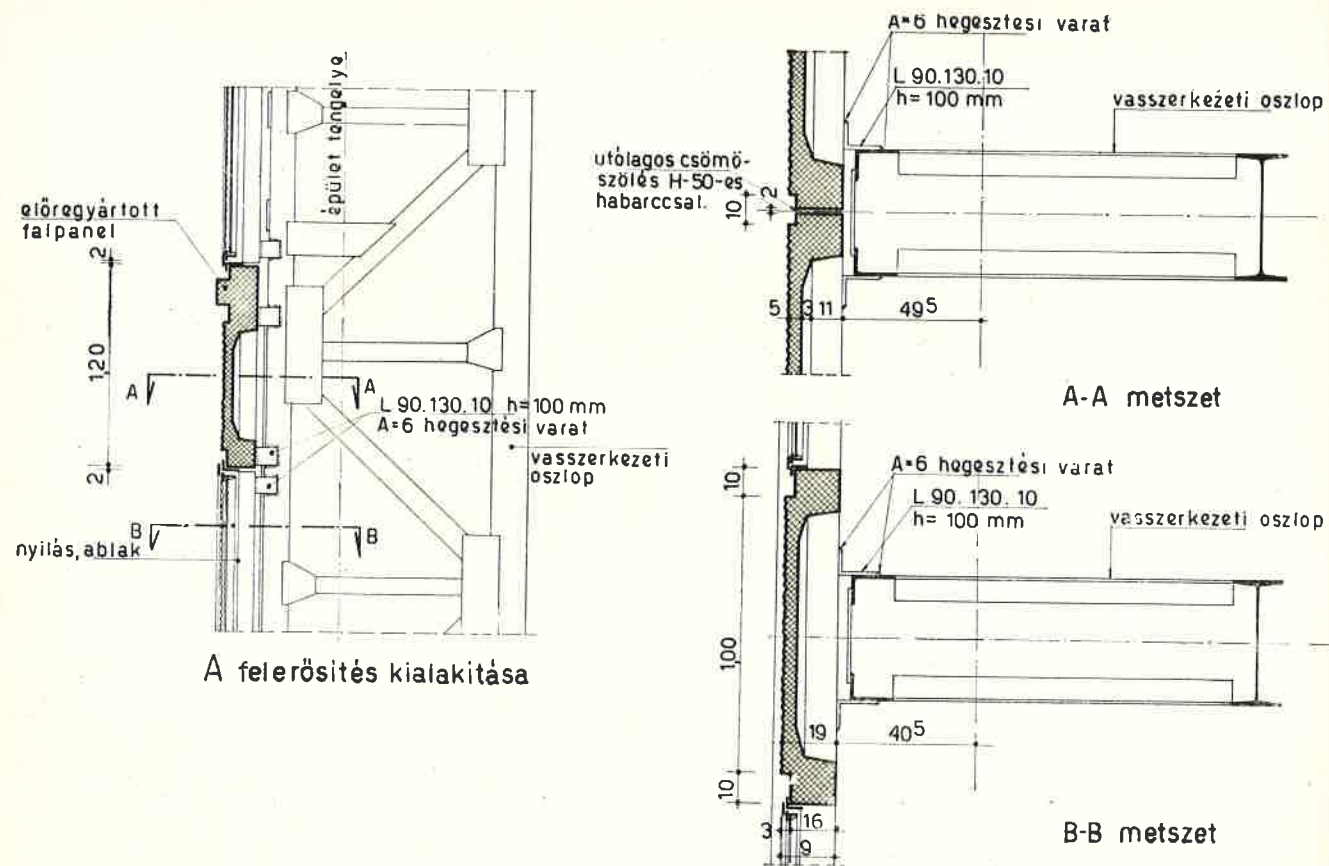 épület tengelye
előregyártott
falpanel
2
120
2
A
A
L 90.130.10 h=100 mm
A=6 hegesztési varat
vasszerkezeti
oszlop
B
B
nyílás, ablak
A felerősítés kialakítása
A=6 hegesztési varat
L 90.130.10
h= 100 mm
vasszerkezeti oszlop
utólagos csömö-
szölés H-50-es
habarccsal.
10
2
5 3 11 49⁵
A-A metszet
A=6 hegesztési varat
L 90.130.10
h= 100 mm
vasszerkezeti oszlop
10
100
10
19 40⁵
3 16
9
B-B metszet